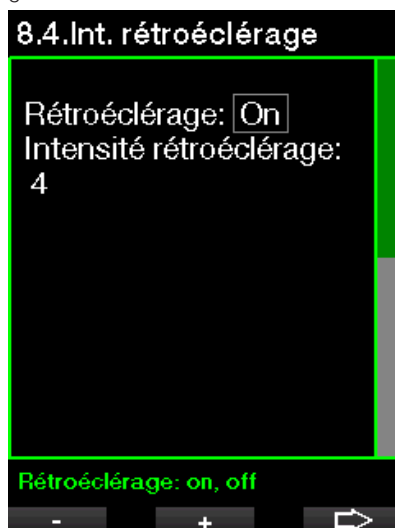 8.4.Int. rétroéclérage
Rétroéclérage: On
Intensité rétroéclérage:
4
Rétroéclérage: on, off
- +